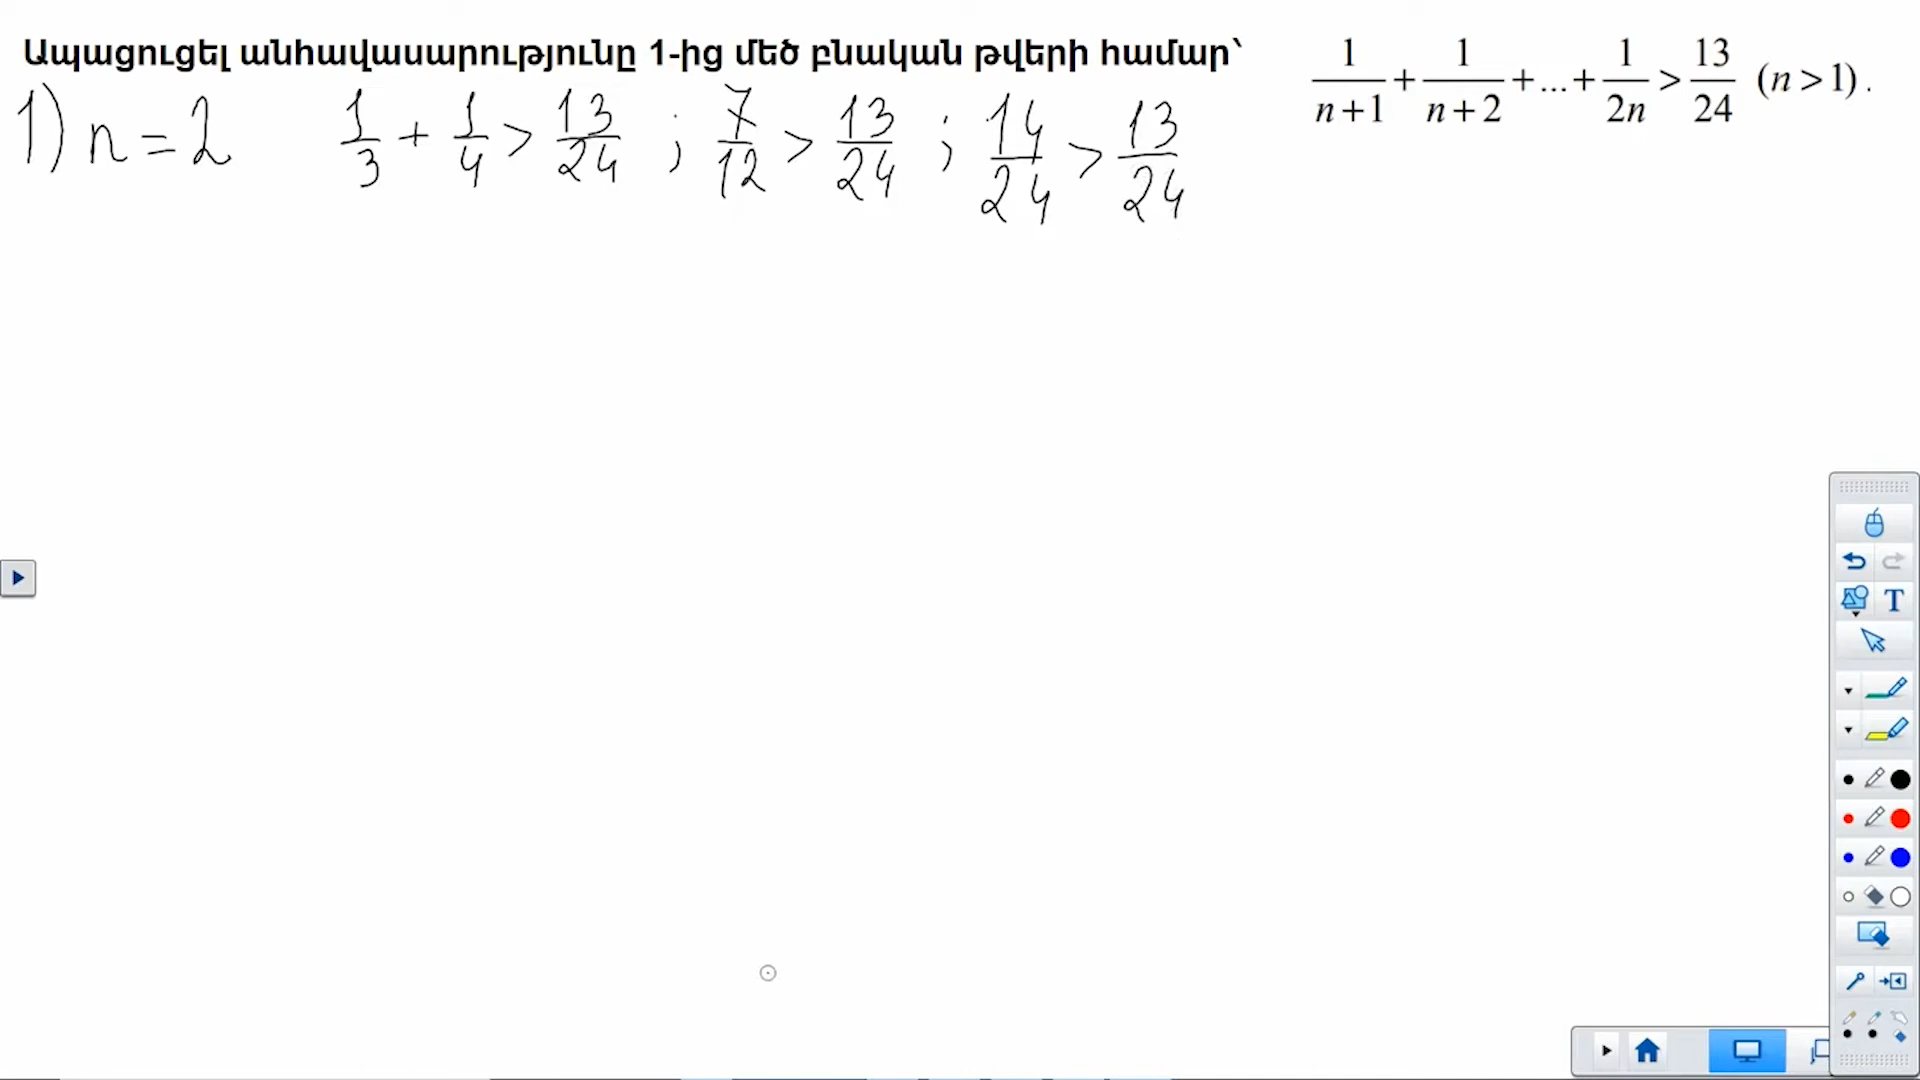 Ապացուցել անհավասարությունը 1-ից մեծ բնական թվերի համար՝ 1/(n+1) + 1/(n+2) + ... + 1/(2n) > 13/24 (n > 1) .
1) n = 2 1/3 + 1/4 > 13/24 ; 7/12 > 13/24 ; 14/24 > 13/24
T